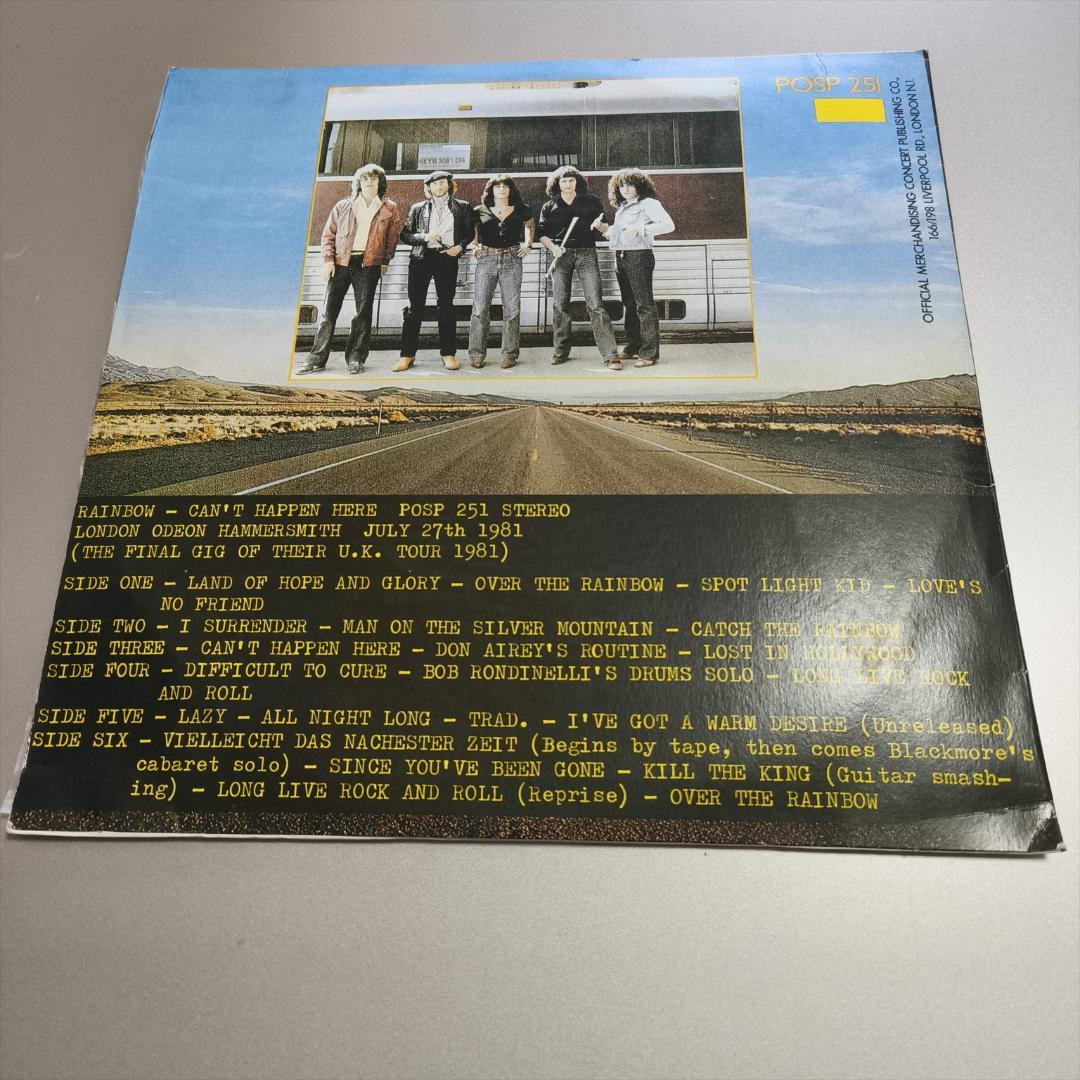 POSP 251
OFFICIAL MERCHANDISING CONCERT PUBLISHING CO.,
166/198 LIVERPOOL RD., LONDON N.1.
RAINBOW – CAN'T HAPPEN HERE POSP 251 STEREO
LONDON ODEON HAMMERSMITH JULY 27th 1981
(THE FINAL GIG OF THEIR U.K. TOUR 1981)
SIDE ONE – LAND OF HOPE AND GLORY – OVER THE RAINBOW – SPOT LIGHT KID – LOVE'S
NO FRIEND
SIDE TWO – I SURRENDER – MAN ON THE SILVER MOUNTAIN – CATCH THE RAINBOW
SIDE THREE – CAN'T HAPPEN HERE – DON AIREY'S ROUTINE – LOST IN HOLLYROOD
SIDE FOUR – DIFFICULT TO CURE – BOB RONDINELLI'S DRUMS SOLO – LONG LIVE ROCK
AND ROLL
SIDE FIVE – LAZY – ALL NIGHT LONG – TRAD. – I'VE GOT A WARM DESIRE (Unreleased)
SIDE SIX – VIELLEICHT DAS NACHESTER ZEIT (Begins by tape, then comes Blackmore's
cabaret solo) – SINCE YOU'VE BEEN GONE – KILL THE KING (Guitar smash-
ing) – LONG LIVE ROCK AND ROLL (Reprise) – OVER THE RAINBOW